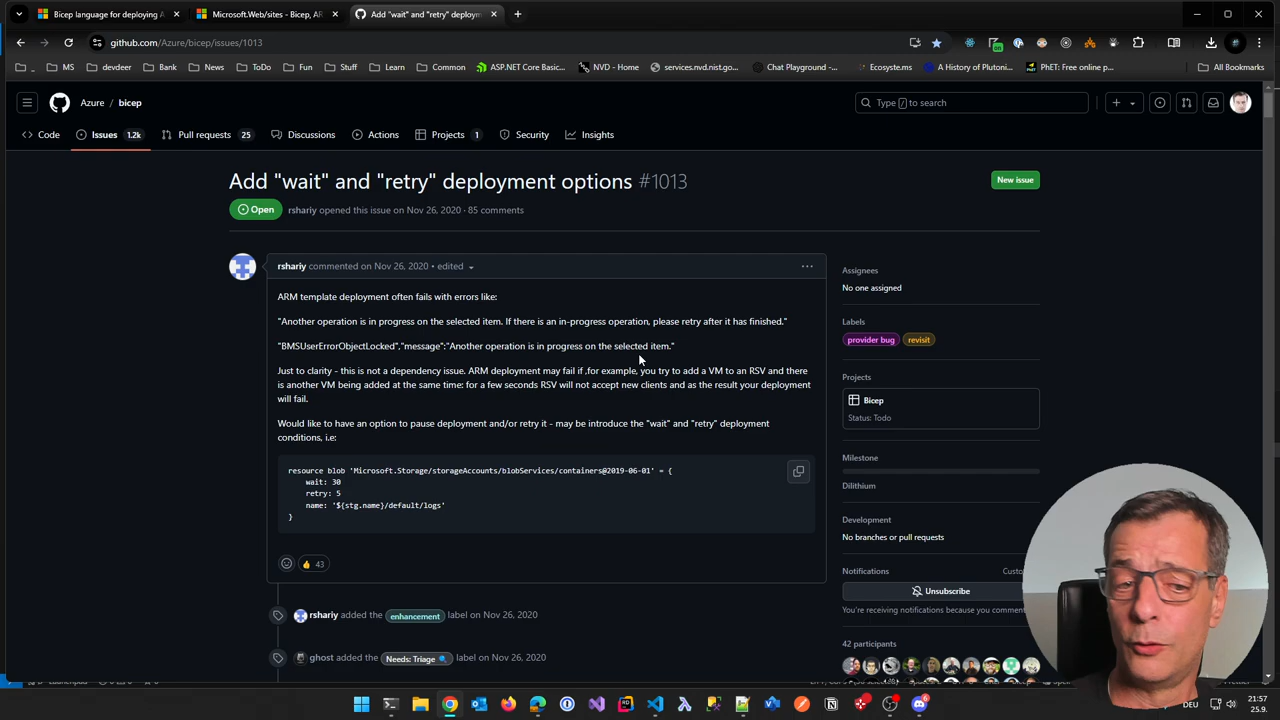 Bicep language for deploying A
Microsoft.Web/sites - Bicep, AR
Add "wait" and "retry" deploym
github.com/Azure/bicep/issues/1013
MS
devdeer
Bank
News
ToDo
Fun
Stuff
Learn
Common
ASP.NET Core Basic...
NVD - Home
services.nvd.nist.go...
Chat Playground -...
Ecosyste.ms
A History of Plutoni...
PhET: Free online p...
All Bookmarks
Azure / bicep
Type / to search
Code
Issues 1.2k
Pull requests 25
Discussions
Actions
Projects 1
Security
Insights
Add "wait" and "retry" deployment options #1013
New issue
Open
rshariy opened this issue on Nov 26, 2020 · 85 comments
rshariy commented on Nov 26, 2020 • edited
ARM template deployment often fails with errors like:
"Another operation is in progress on the selected item. If there is an in-progress operation, please retry after it has finished."
"BMSUserErrorObjectLocked","message":"Another operation is in progress on the selected item."
Just to clarify - this is not a dependency issue. ARM deployment may fail if ,for example, you try to add a VM to an RSV and there
is another VM being added at the same time: for a few seconds RSV will not accept new clients and as the result your deployment
will fail.
Would like to have an option to pause deployment and/or retry it - may be introduce the "wait" and "retry" deployment
conditions, i.e:
resource blob 'Microsoft.Storage/storageAccounts/blobServices/containers@2019-06-01' = {
wait: 30
retry: 5
name: '${stg.name}/default/logs'
}
43
rshariy added the enhancement label on Nov 26, 2020
ghost added the Needs: Triage label on Nov 26, 2020
Assignees
No one assigned
Labels
provider bug
revisit
Projects
Bicep
Status: Todo
Milestone
Dilithium
Development
No branches or pull requests
Notifications
Unsubscribe
You're receiving notifications because you
42 participants
DEU
21:57
25.9.